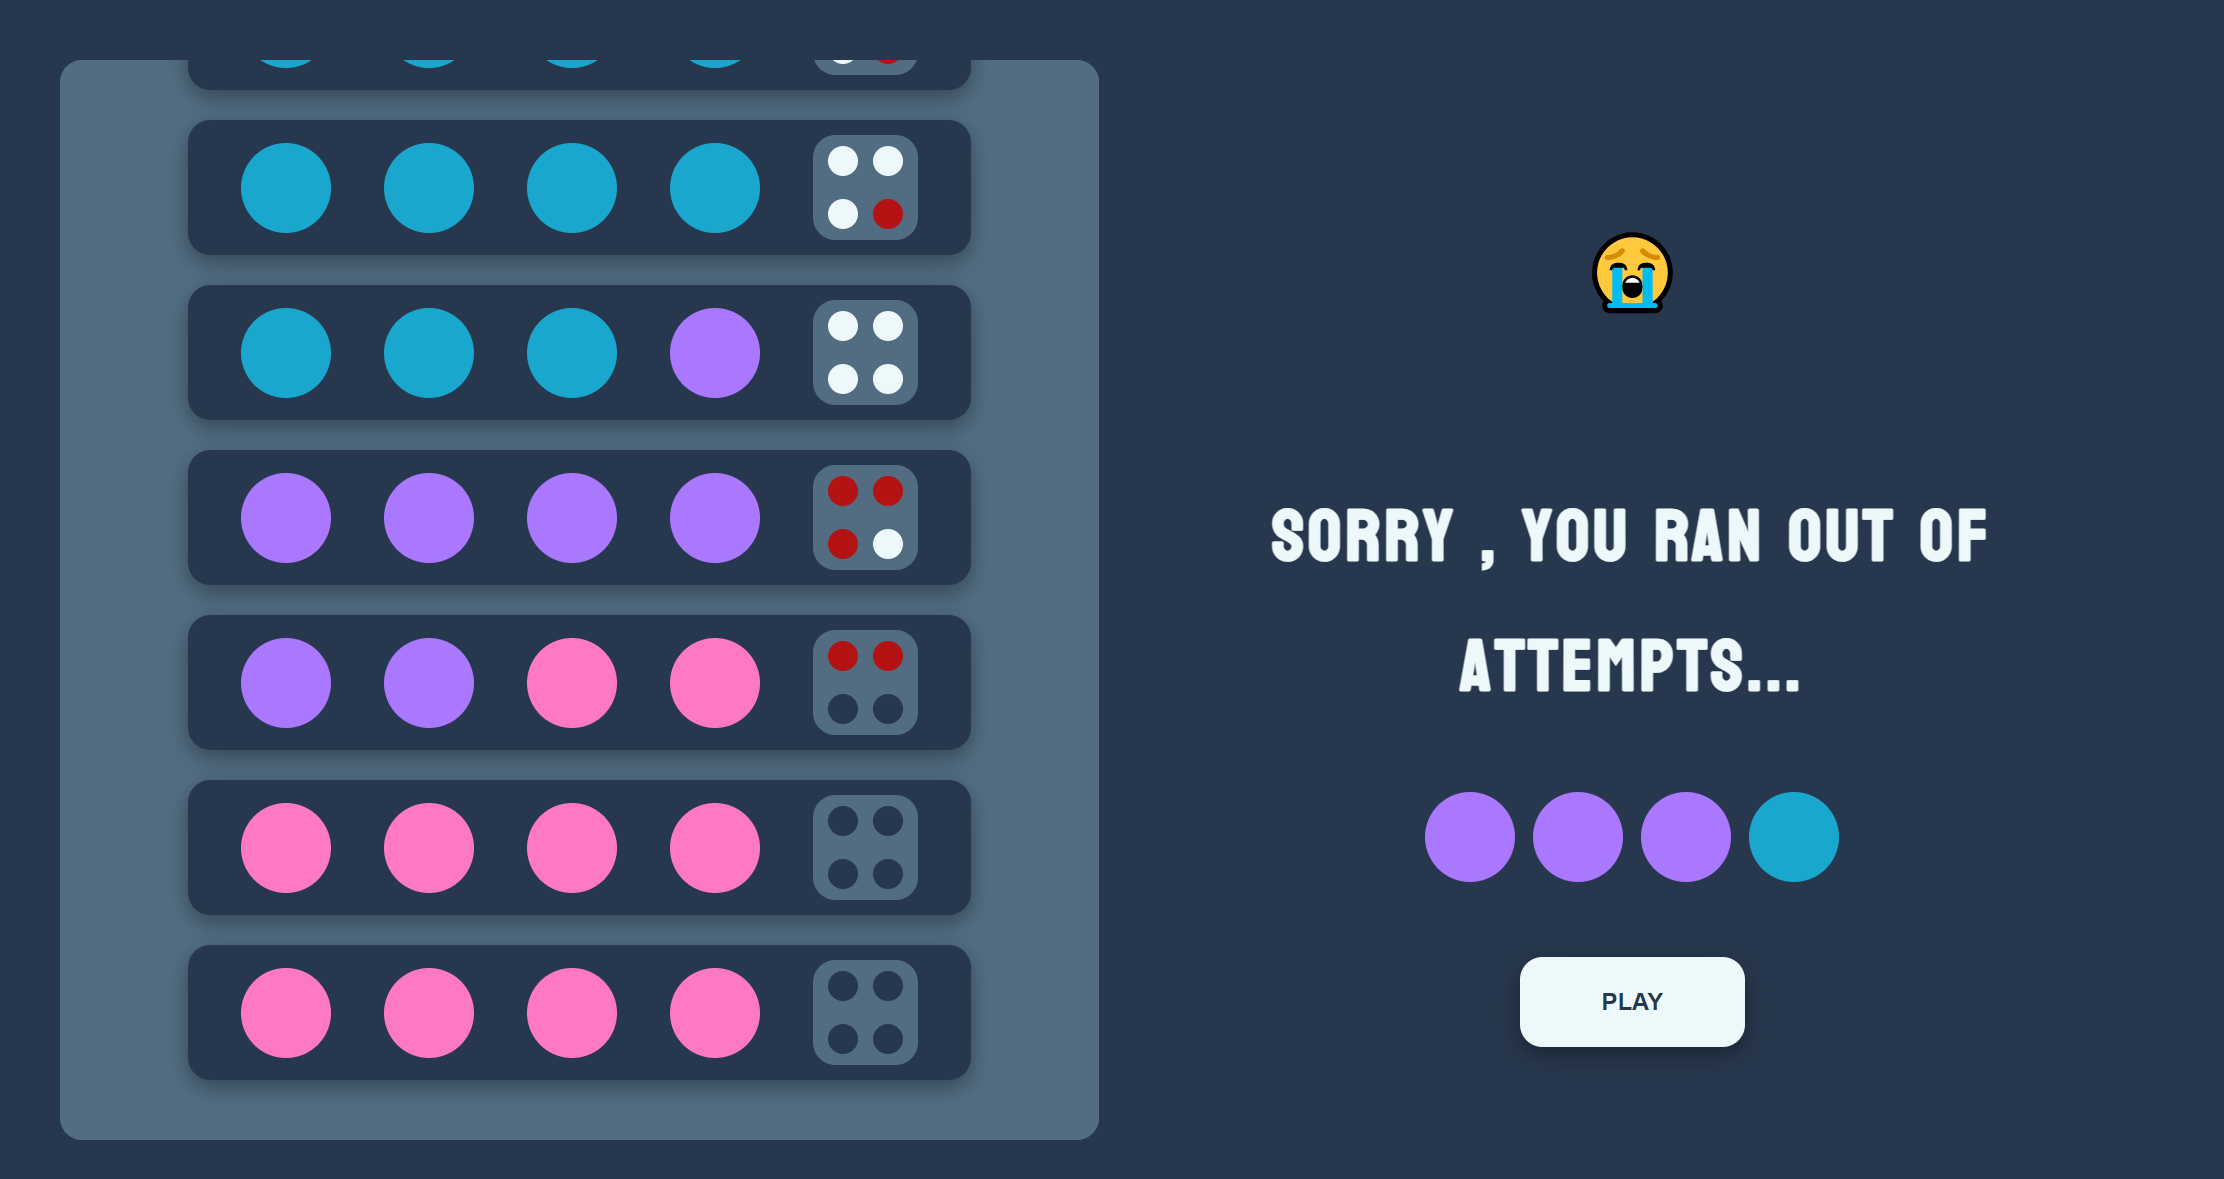 SORRY , YOU RAN OUT OF
ATTEMPTS...
PLAY